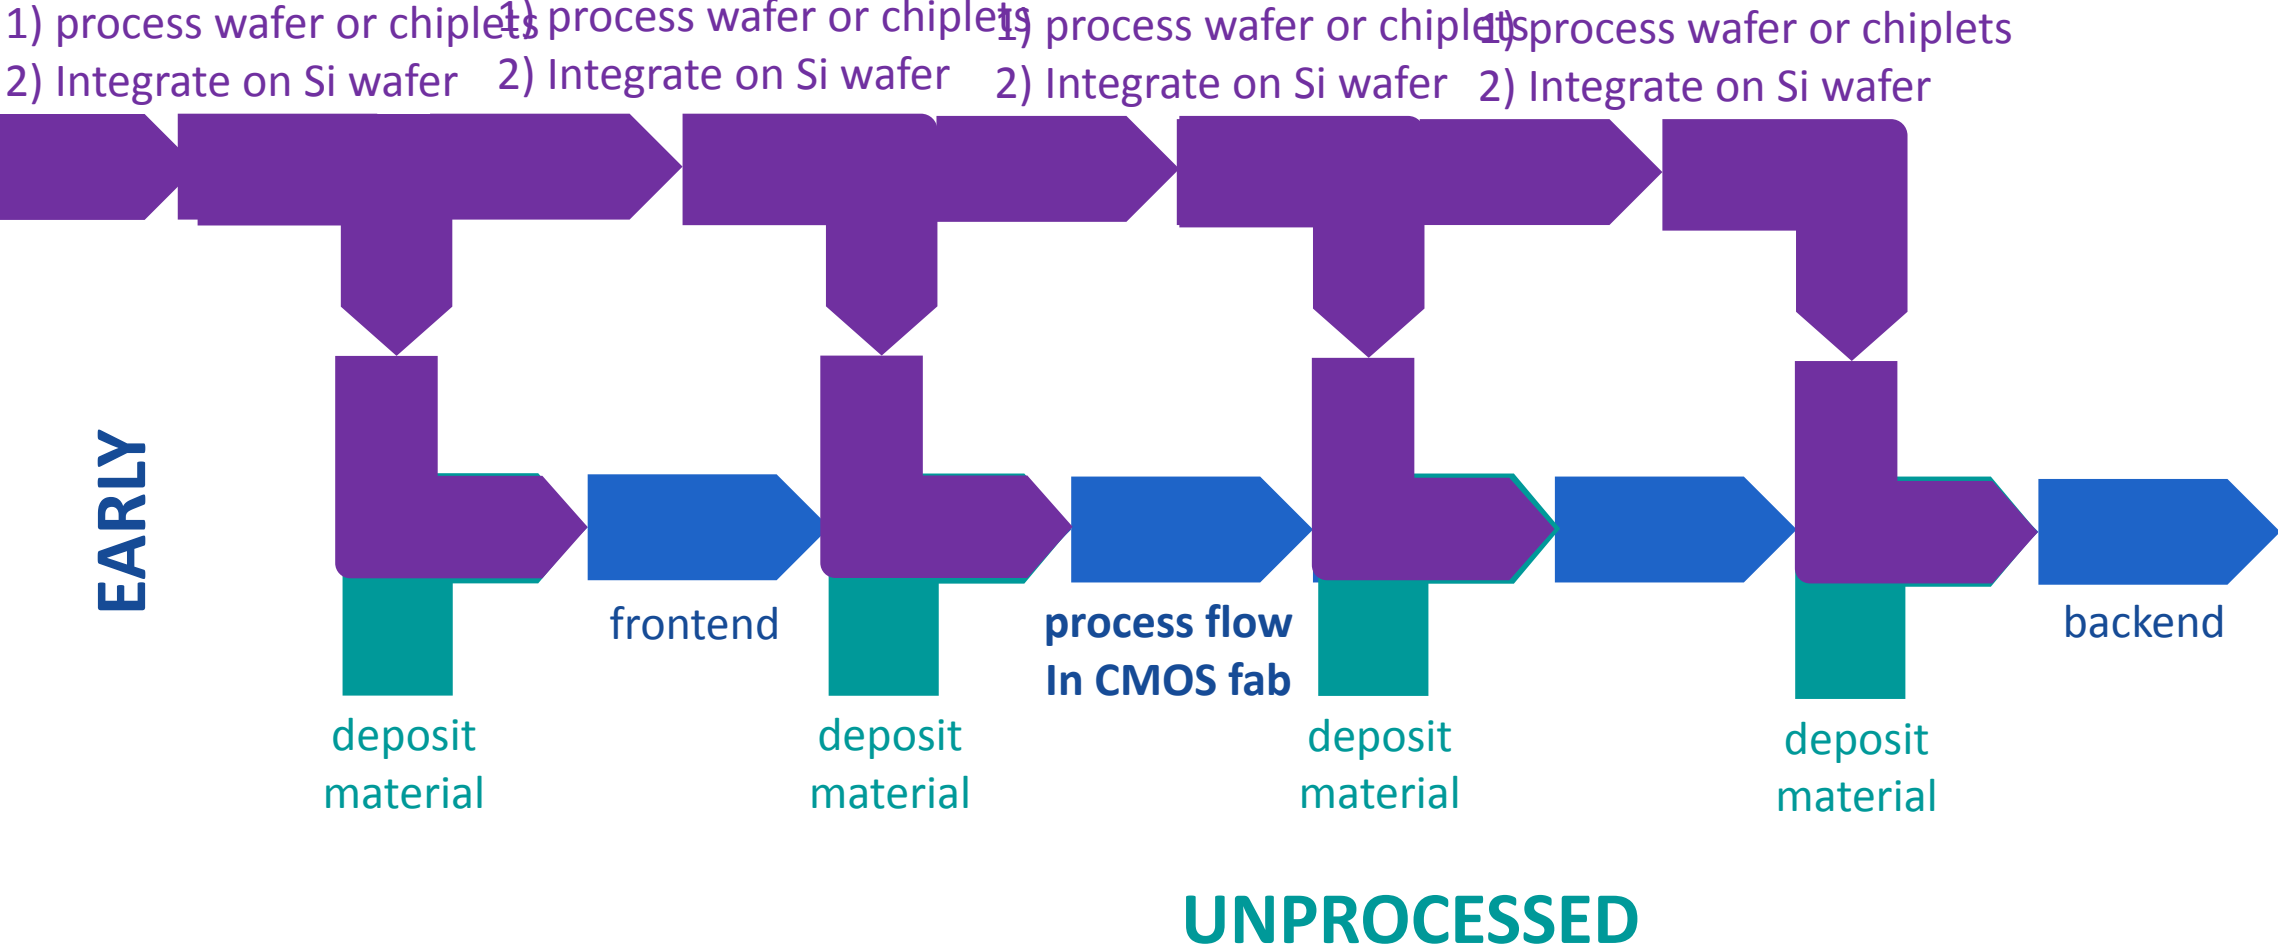 1) process wafer or chiplets
2) Integrate on Si wafer
1) process wafer or chiplets
2) Integrate on Si wafer
1) process wafer or chiplets
2) Integrate on Si wafer
1) process wafer or chiplets
2) Integrate on Si wafer
EARLY
frontend
process flow
In CMOS fab
backend
deposit
material
deposit
material
deposit
material
deposit
material
UNPROCESSED